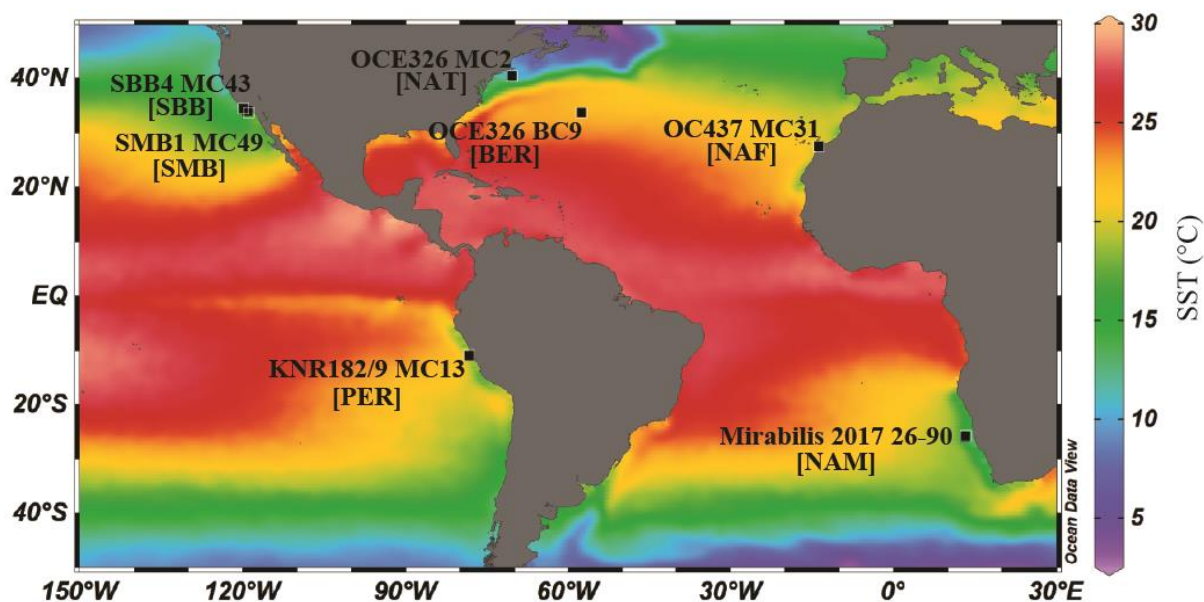 OCE326 MC2
[NAT]
SBB4 MC43
[SBB]
SMB1 MC49
[SMB]
OCE326 BC9
[BER]
OC437 MC31
[NAF]
KNR182/9 MC13
[PER]
Mirabilis 2017 26-90
[NAM]
40°N
20°N
EQ
20°S
40°S
150°W
120°W
90°W
60°W
30°W
0°
30°E
Ocean Data View
30
25
20
15
10
5
SST (°C)